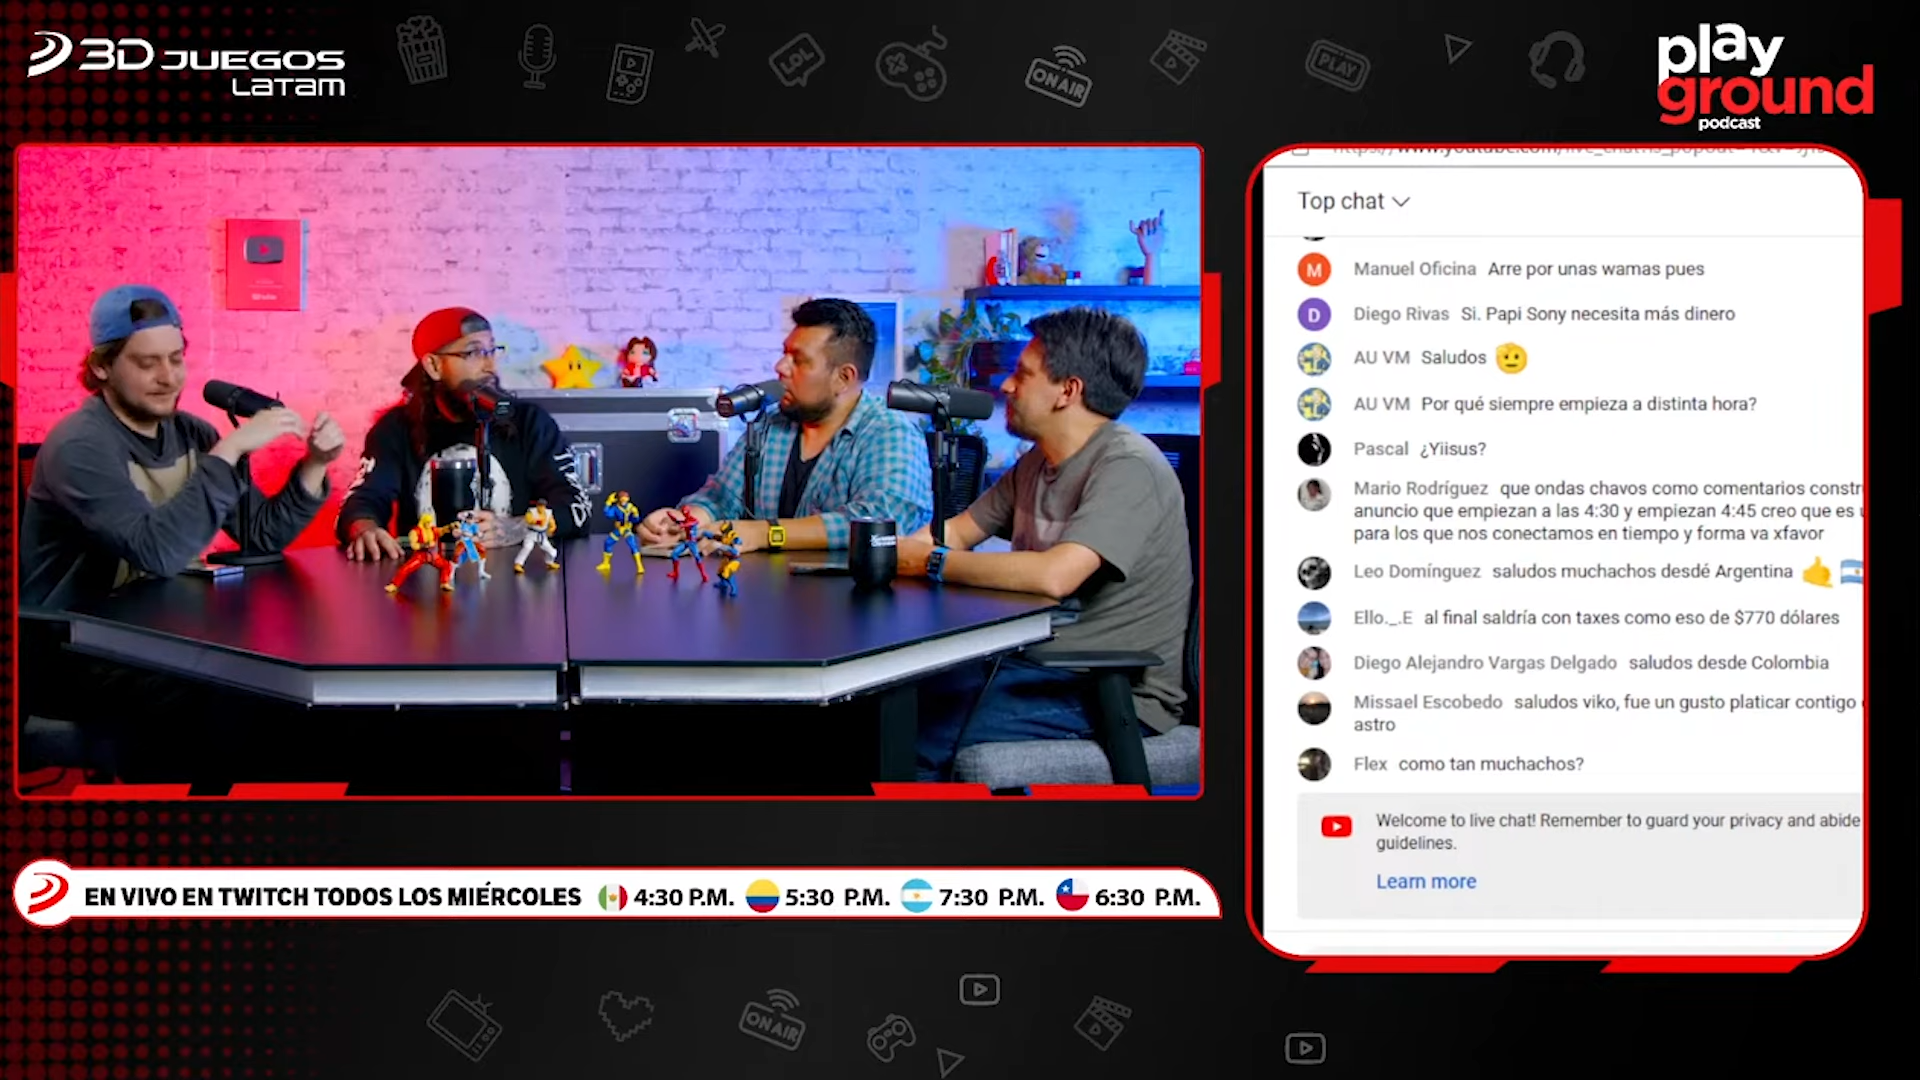 3D JUEGOS
LATAM
LOL
ON AIR
PLAY
play
ground
podcast
Top chat
Manuel Oficina Arre por unas wamas pues
Diego Rivas Si. Papi Sony necesita más dinero
AU VM Saludos 🫡
AU VM Por qué siempre empieza a distinta hora?
Pascal ¿Yiisus?
Mario Rodríguez que ondas chavos como comentarios constr
anuncio que empiezan a las 4:30 y empiezan 4:45 creo que es
para los que nos conectamos en tiempo y forma va xfavor
Leo Domínguez saludos muchachos desdé Argentina 🤙 🇦🇷
Ello._.E al final saldría con taxes como eso de $770 dólares
Diego Alejandro Vargas Delgado saludos desde Colombia
Missael Escobedo saludos viko, fue un gusto platicar contigo
astro
Flex como tan muchachos?
Welcome to live chat! Remember to guard your privacy and abide
guidelines.
Learn more
EN VIVO EN TWITCH TODOS LOS MIÉRCOLES 4:30 P.M. 5:30 P.M. 7:30 P.M. 6:30 P.M.
ON AIR